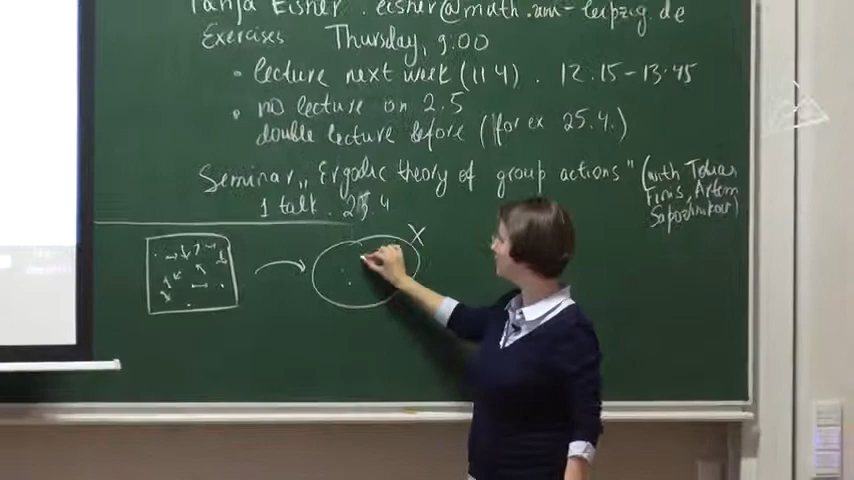 Tanja Eisner . eisner@math.uni-leipzig.de
Exercises Thursday, 9:00
• lecture next week (11.4) . 12.15-13.45
• no lecture on 2.5
double lecture before (for ex 25.4.)
Seminar „Ergodic theory of group actions" (with Tobias
Finis, Artem
Sapozhnikov)
1 talk . 25.4
X